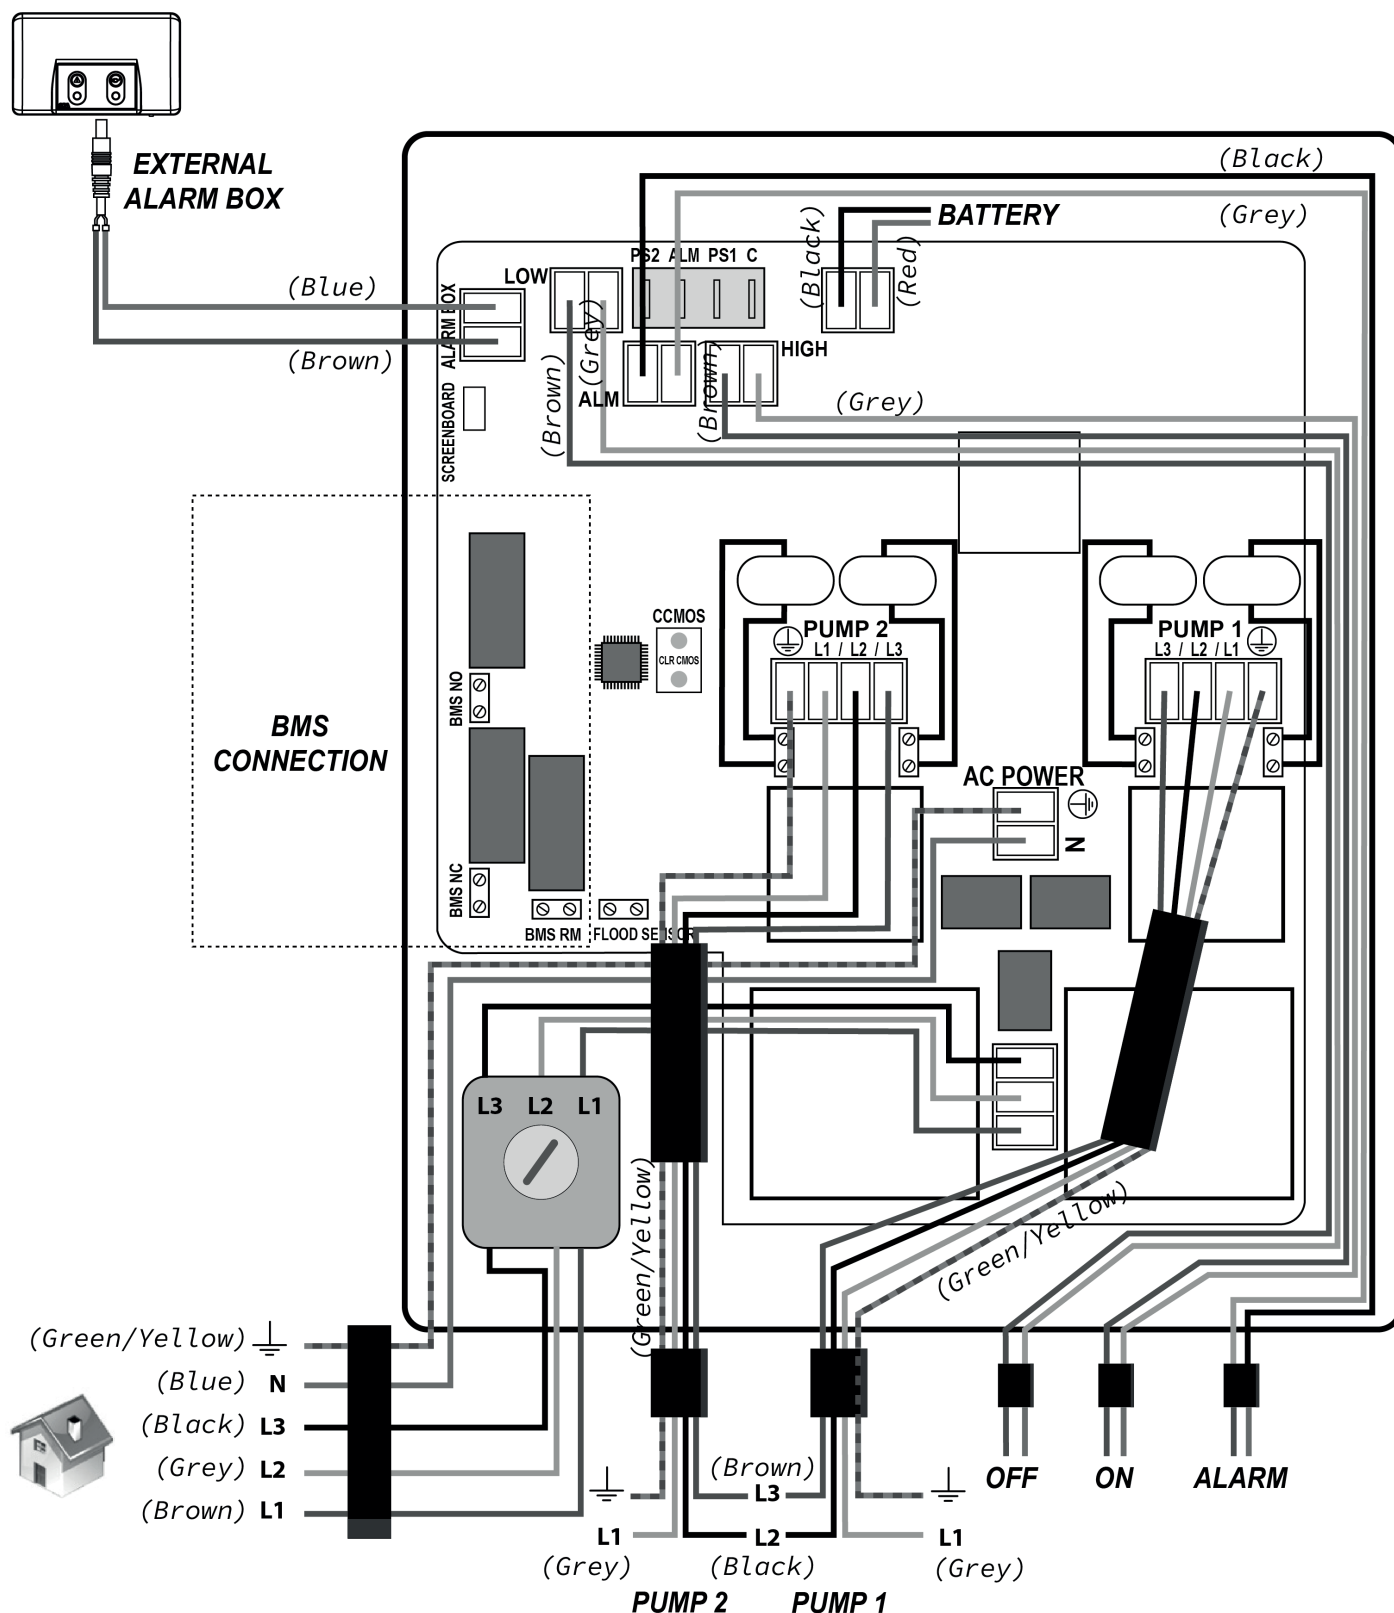 EXTERNAL
ALARM BOX
(Black)
(Grey)
BATTERY
(Black)
(Red)
PS2 ALM PS1 C
LOW
(Blue)
(Brown)
ALARM BOX
SCREENBOARD
(Brown)
(Grey)
ALM
(Brown)
HIGH
(Grey)
BMS
CONNECTION
BMS NO
BMS NC
BMS RM
FLOOD SENSOR
CCMOS
CLR CMOS
PUMP 2
L1 / L2 / L3
PUMP 1
L3 / L2 / L1
AC POWER
N
L3 L2 L1
(Green/Yellow)
(Green/Yellow)
(Green/Yellow)
(Blue) N
(Black) L3
(Grey) L2
(Brown) L1
(Brown)
L3
L1
L2
L1
(Grey)
(Black)
(Grey)
PUMP 2
PUMP 1
OFF
ON
ALARM